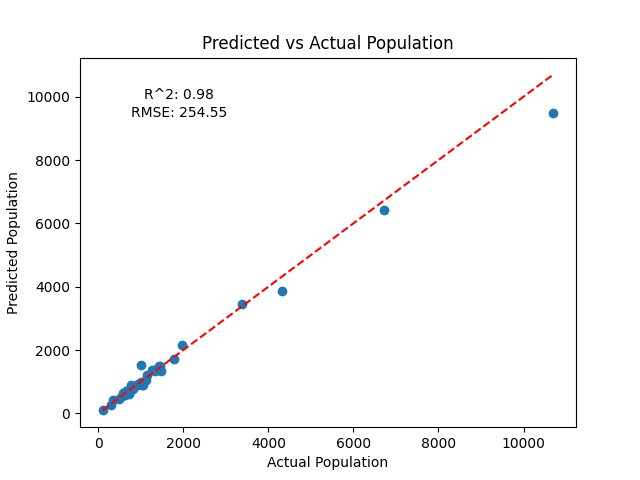 Predicted vs Actual Population
R^2: 0.98
RMSE: 254.55
10000
8000
6000
4000
2000
0
Predicted Population
0 2000 4000 6000 8000 10000
Actual Population